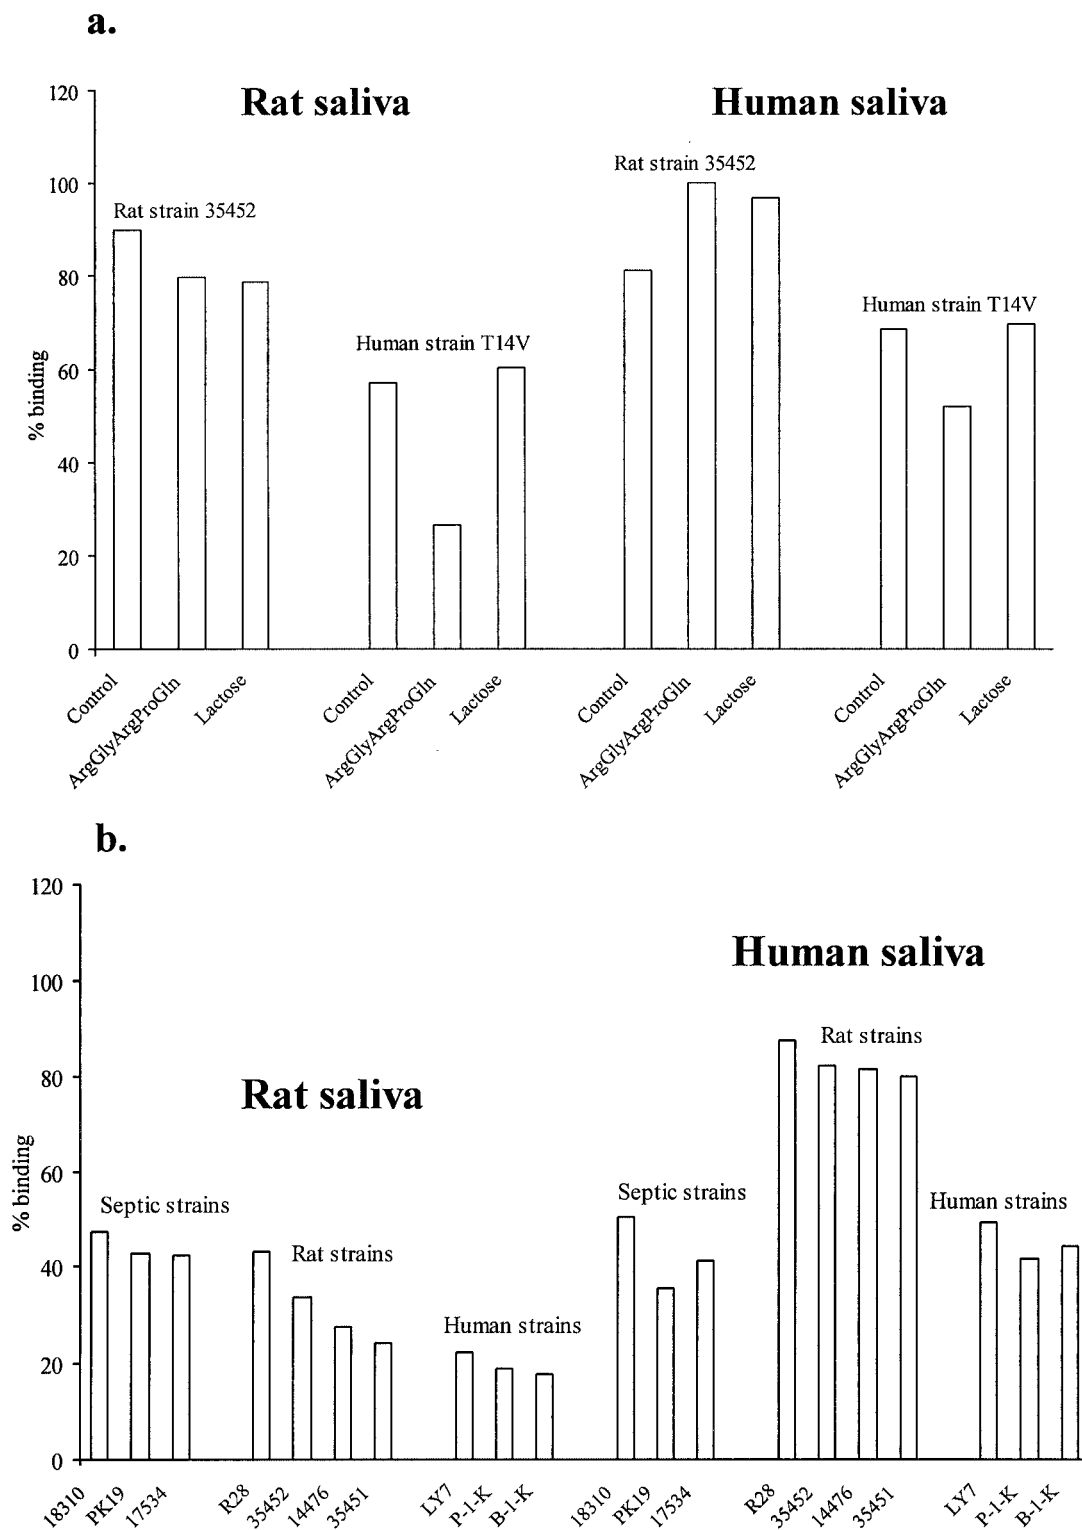 a.
120
100
80
60
40
20
0
% binding
Rat saliva
Human saliva
Rat strain 35452
Human strain T14V
Rat strain 35452
Human strain T14V
Control
ArgGlyArgProGln
Lactose
Control
ArgGlyArgProGln
Lactose
Control
ArgGlyArgProGln
Lactose
Control
ArgGlyArgProGln
Lactose
b.
120
100
80
60
40
20
0
% binding
Rat saliva
Human saliva
Septic strains
Rat strains
Human strains
Septic strains
Rat strains
Human strains
18310
PK19
17534
R28
35452
14476
35451
LY7
P-1-K
B-1-K
18310
PK19
17534
R28
35452
14476
35451
LY7
P-1-K
B-1-K